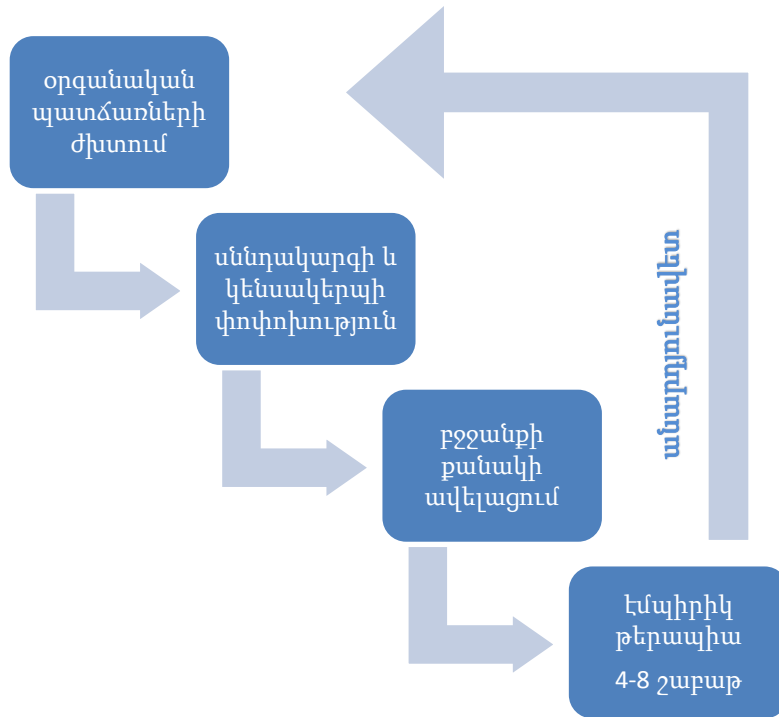 օրգանական
պատճառների
ժխտում
սննդակարգի և
կենսակերպի
փոփոխություն
բջջանքի
քանակի
ավելացում
էմպիրիկ
թերապիա
4-8 շաբաթ
անարդյունավետ